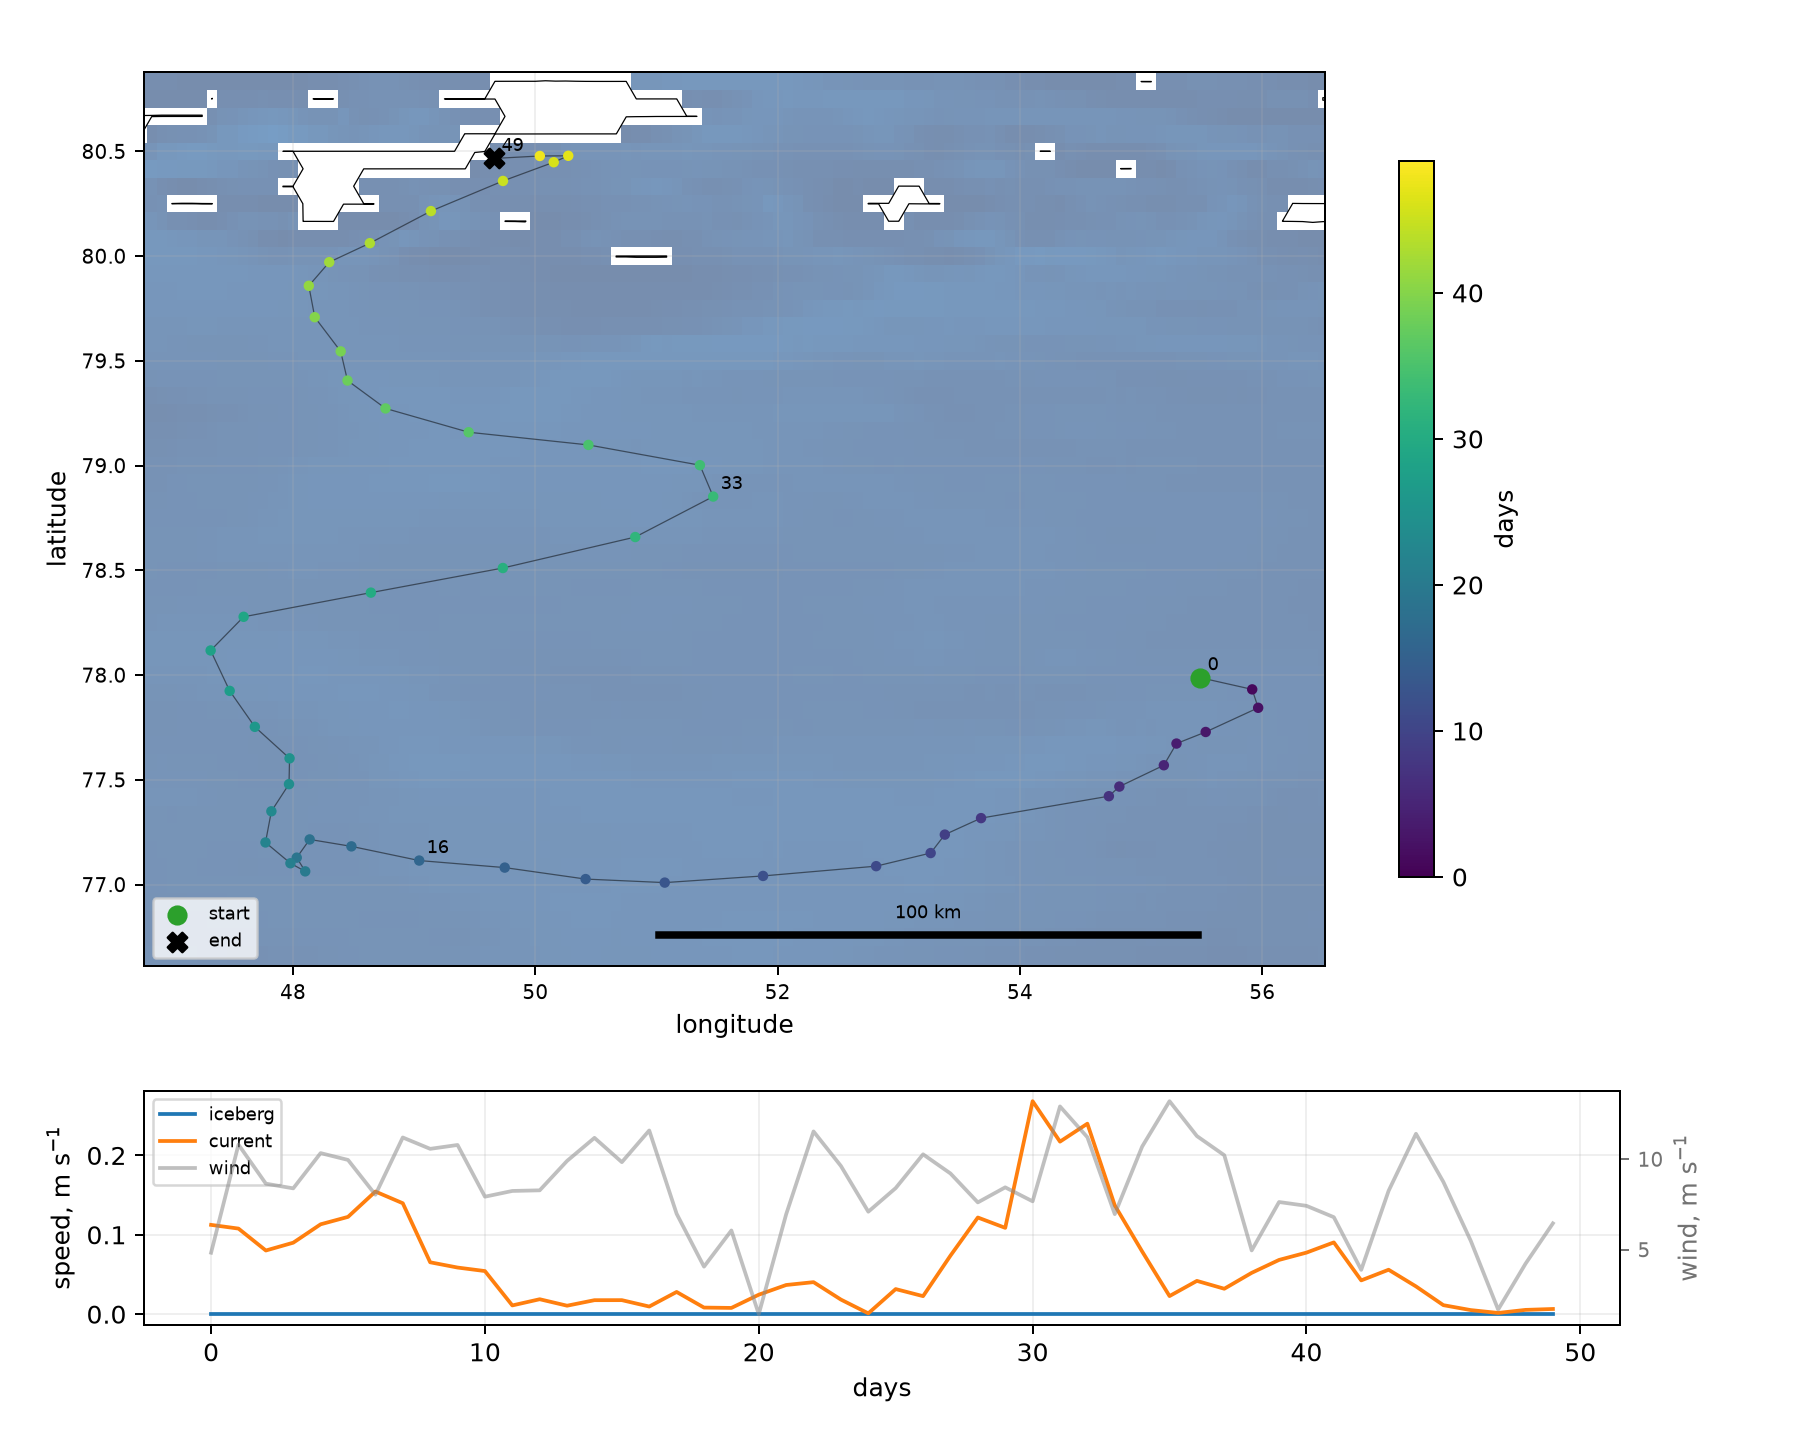 80.5
80.0
79.5
79.0
78.5
78.0
77.5
77.0
latitude
49
33
0
16
start
end
100 km
48
50
52
54
56
longitude
40
30
20
10
0
days
iceberg
current
wind
0.2
0.1
0.0
speed, m s⁻¹
10
5
wind, m s⁻¹
0
10
20
30
40
50
days